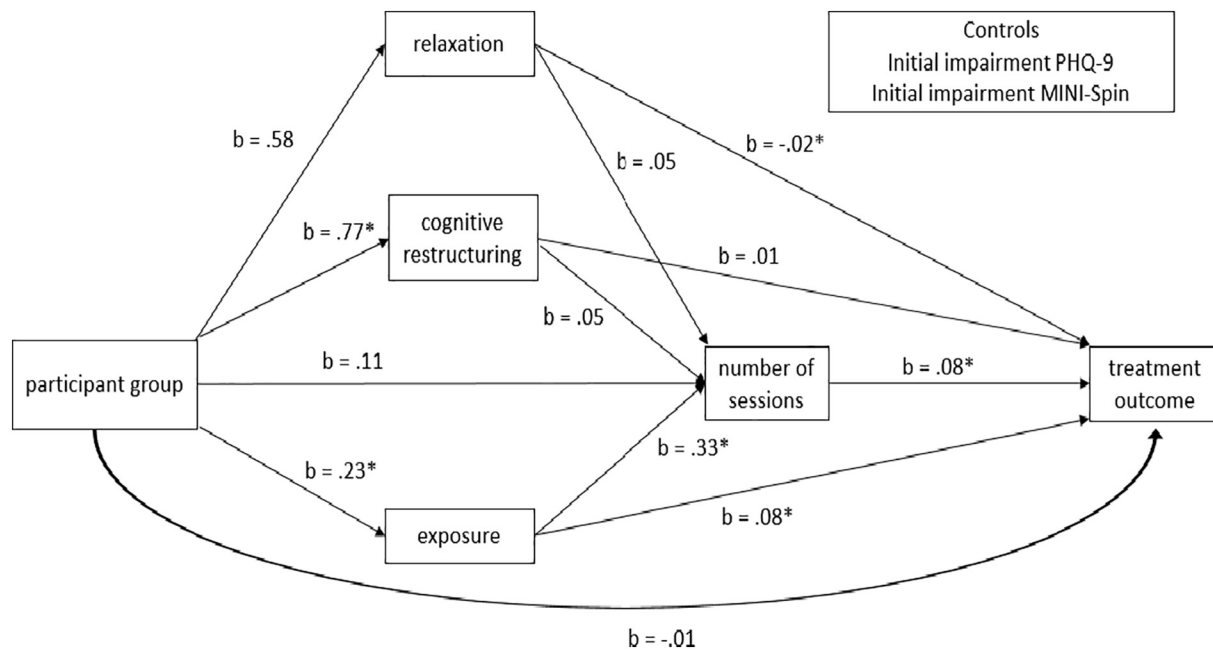 relaxation
Controls
Initial impairment PHQ-9
Initial impairment MINI-Spin
b = .58
b = .05
b = -.02*
b = .77*
cognitive
restructuring
b = .01
b = .05
participant group
b = .11
number of
sessions
b = .08*
treatment
outcome
b = .23*
b = .33*
exposure
b = .08*
b = -.01